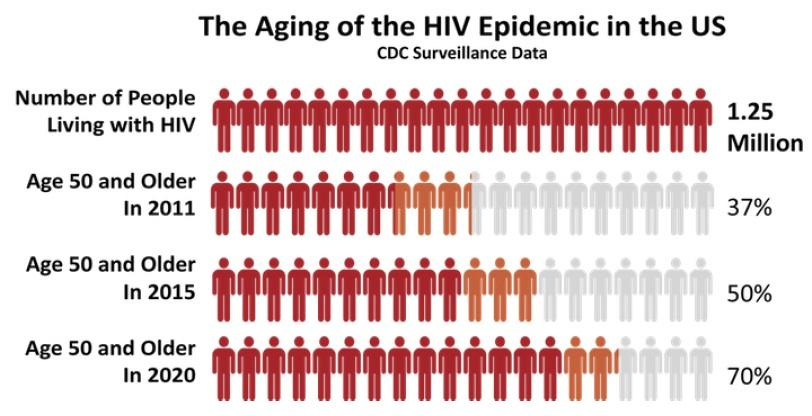 The Aging of the HIV Epidemic in the US
CDC Surveillance Data
Number of People
Living with HIV
1.25
Million
Age 50 and Older
In 2011
37%
Age 50 and Older
In 2015
50%
Age 50 and Older
In 2020
70%